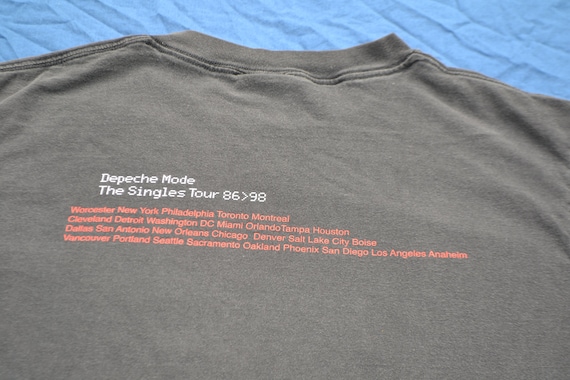 Depeche Mode
The Singles Tour 86>98
Worcester New York Philadelphia Toronto Montreal
Cleveland Detroit Washington DC Miami OrlandoTampa Houston
Dallas San Antonio New Orleans Chicago Denver Salt Lake City Boise
Vancouver Portland Seattle Sacramento Oakland Phoenix San Diego Los Angeles Anaheim